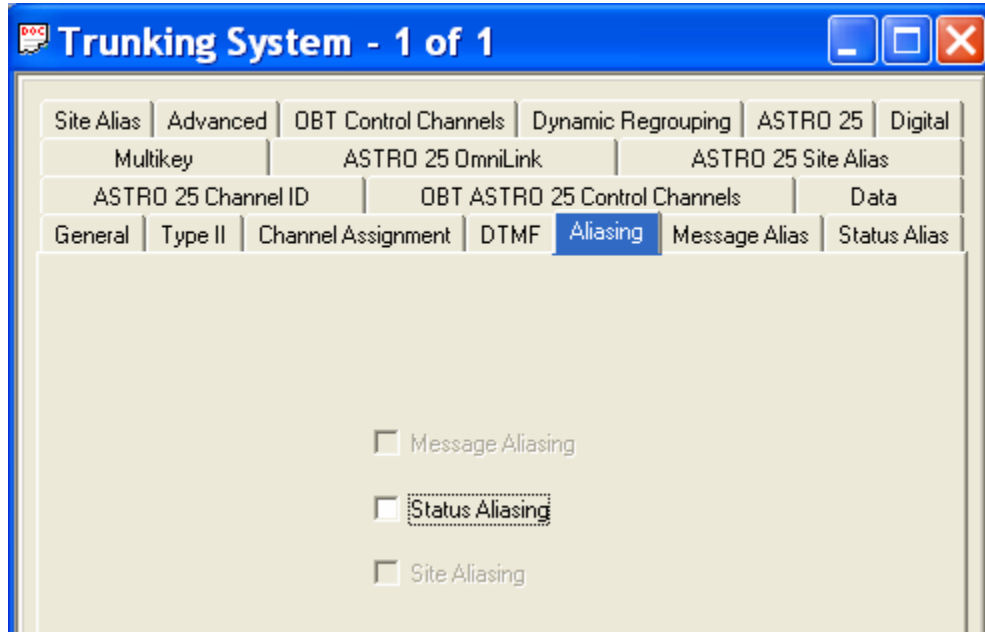 DOC Trunking System - 1 of 1
Site Alias Advanced OBT Control Channels Dynamic Regrouping ASTRO 25 Digital
Multikey ASTRO 25 OmniLink ASTRO 25 Site Alias
ASTRO 25 Channel ID OBT ASTRO 25 Control Channels Data
General Type II Channel Assignment DTMF Aliasing Message Alias Status Alias
Message Aliasing
Status Aliasing
Site Aliasing